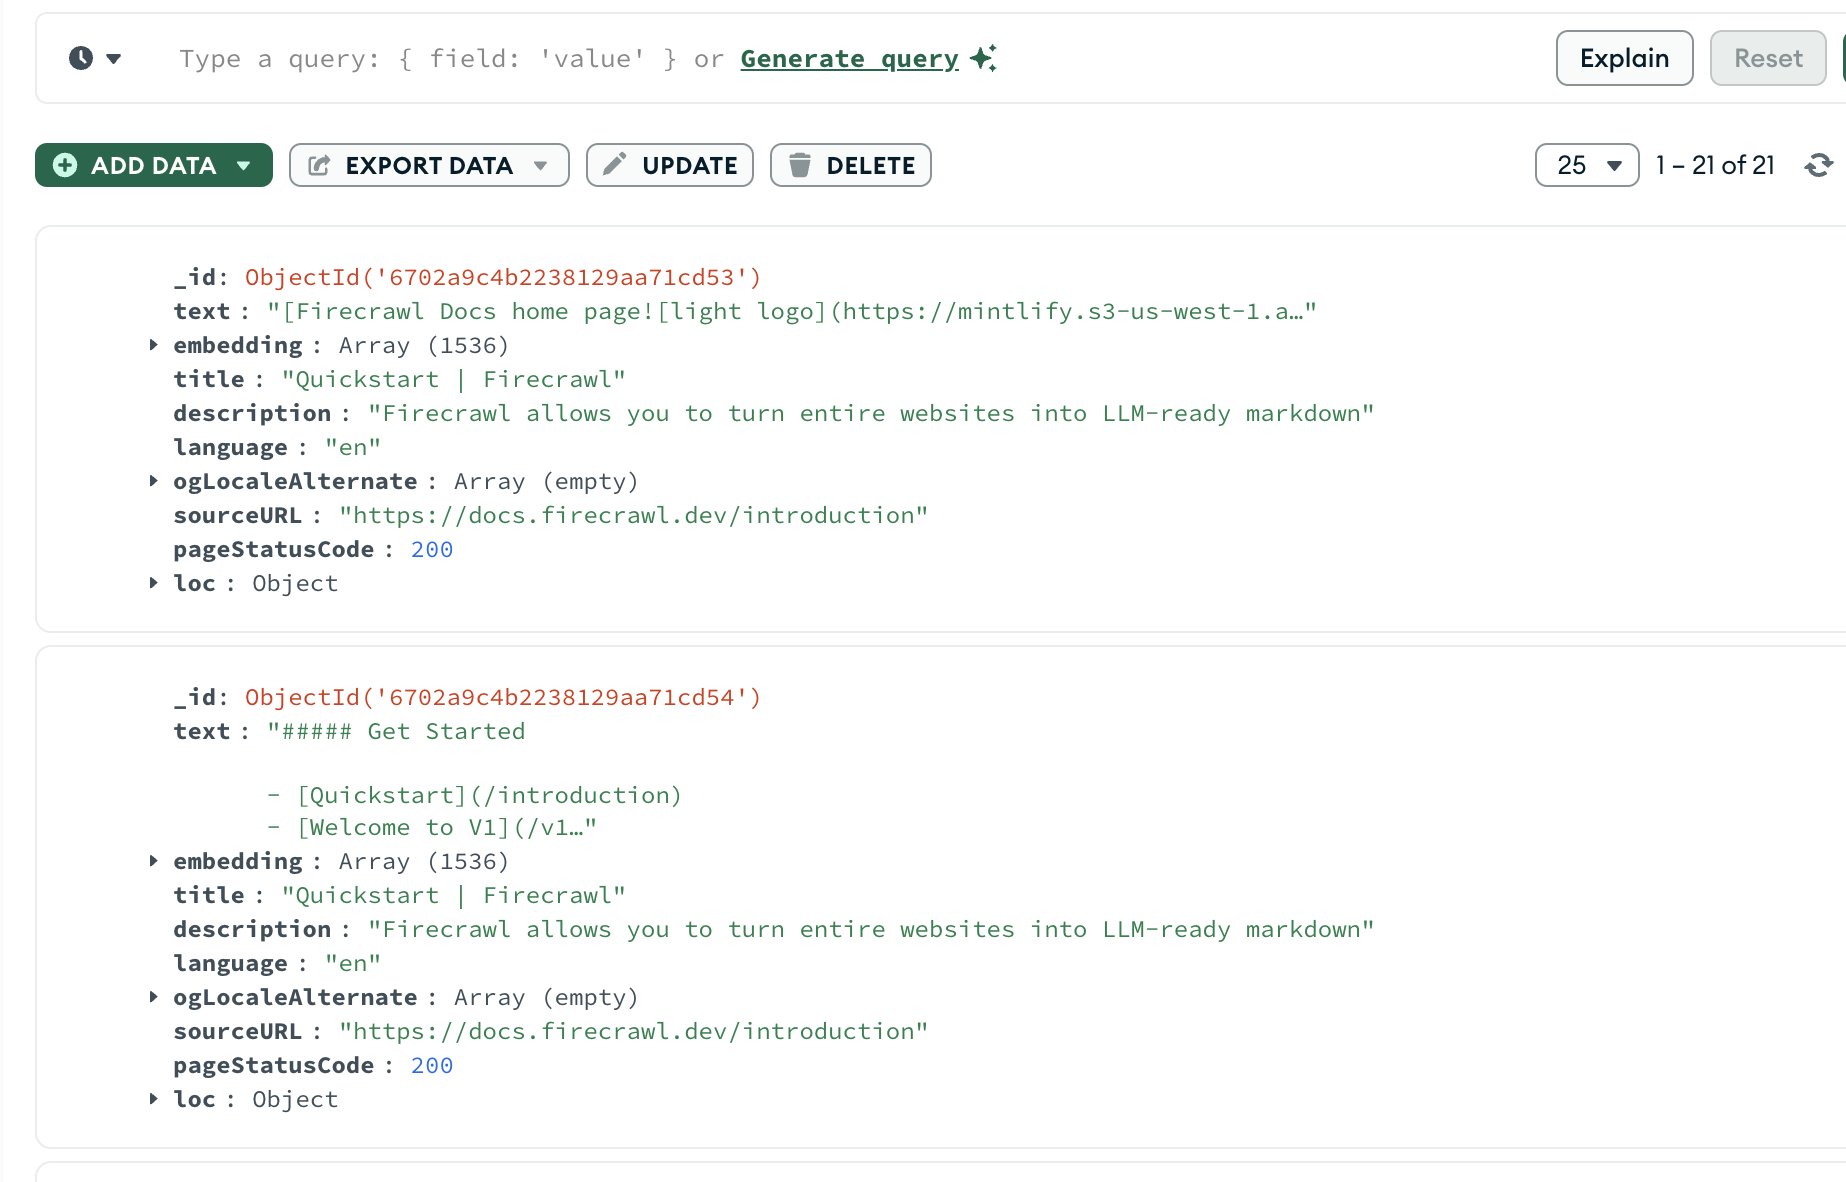 Type a query: { field: 'value' } or Generate query
Explain
Reset
ADD DATA
EXPORT DATA
UPDATE
DELETE
25
1 – 21 of 21
_id: ObjectId('6702a9c4b2238129aa71cd53')
text : "[Firecrawl Docs home page![light logo](https://mintlify.s3-us-west-1.a…"
embedding : Array (1536)
title : "Quickstart | Firecrawl"
description : "Firecrawl allows you to turn entire websites into LLM-ready markdown"
language : "en"
ogLocaleAlternate : Array (empty)
sourceURL : "https://docs.firecrawl.dev/introduction"
pageStatusCode : 200
loc : Object
_id: ObjectId('6702a9c4b2238129aa71cd54')
text : "##### Get Started
- [Quickstart](/introduction)
- [Welcome to V1](/v1…"
embedding : Array (1536)
title : "Quickstart | Firecrawl"
description : "Firecrawl allows you to turn entire websites into LLM-ready markdown"
language : "en"
ogLocaleAlternate : Array (empty)
sourceURL : "https://docs.firecrawl.dev/introduction"
pageStatusCode : 200
loc : Object